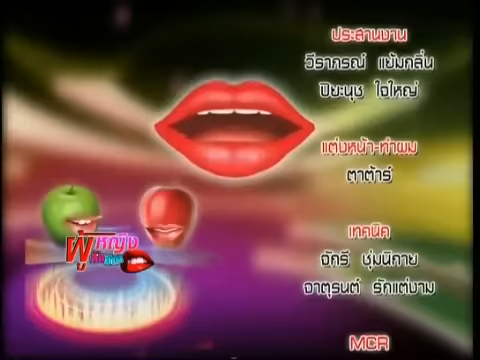 ประสานงาน
วีราภรณ์ แย้มกลิ่น
ปิยะนุช ใจใหญ่
แต่งหน้า-ทำผม
ตาต้าร์
ผู้หญิง
เทคนิค
จักรี ชุ่มนิกาย
จาตุรนต์ รักแต่งาม
MCR